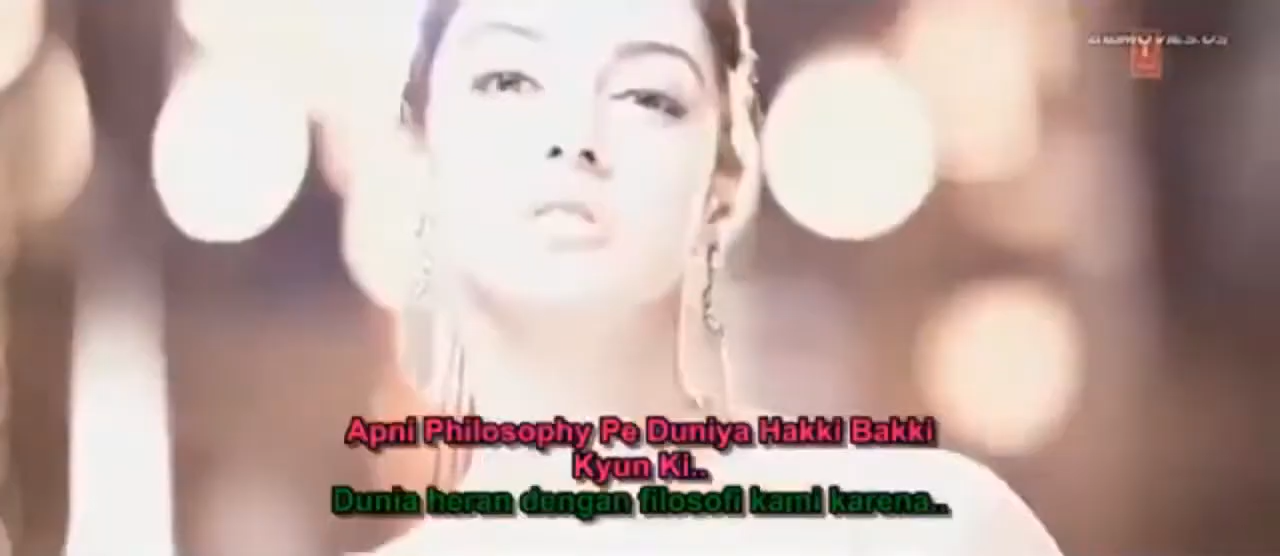 Apni Philosophy Pe Duniya Hakki Bakki
Kyun Ki..
Dunia heran dengan filosofi kami karena..